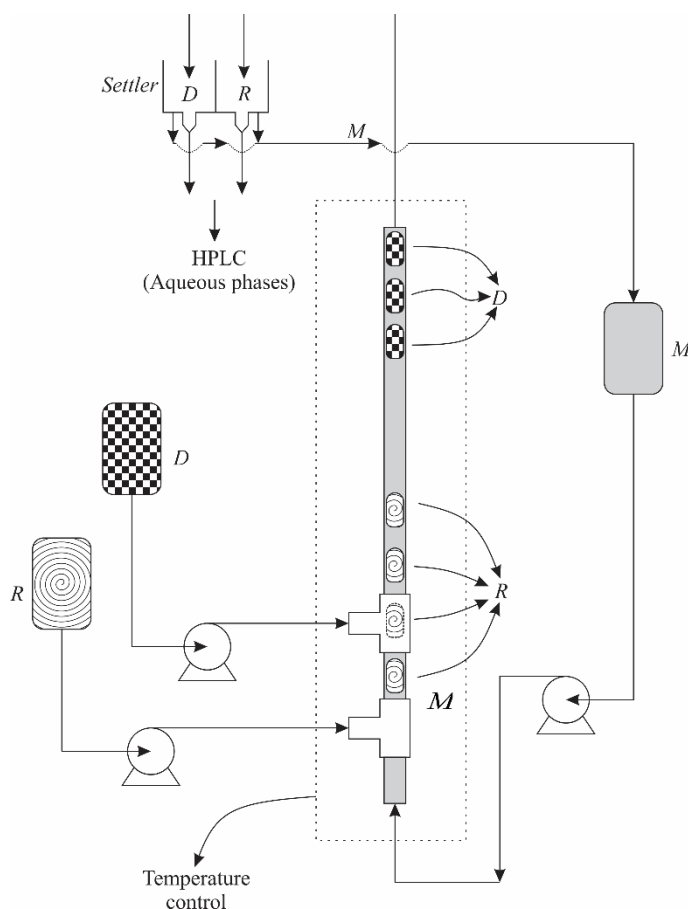 Settler
D
R
M
HPLC
(Aqueous phases)
D
M
D
R
R
M
Temperature
control